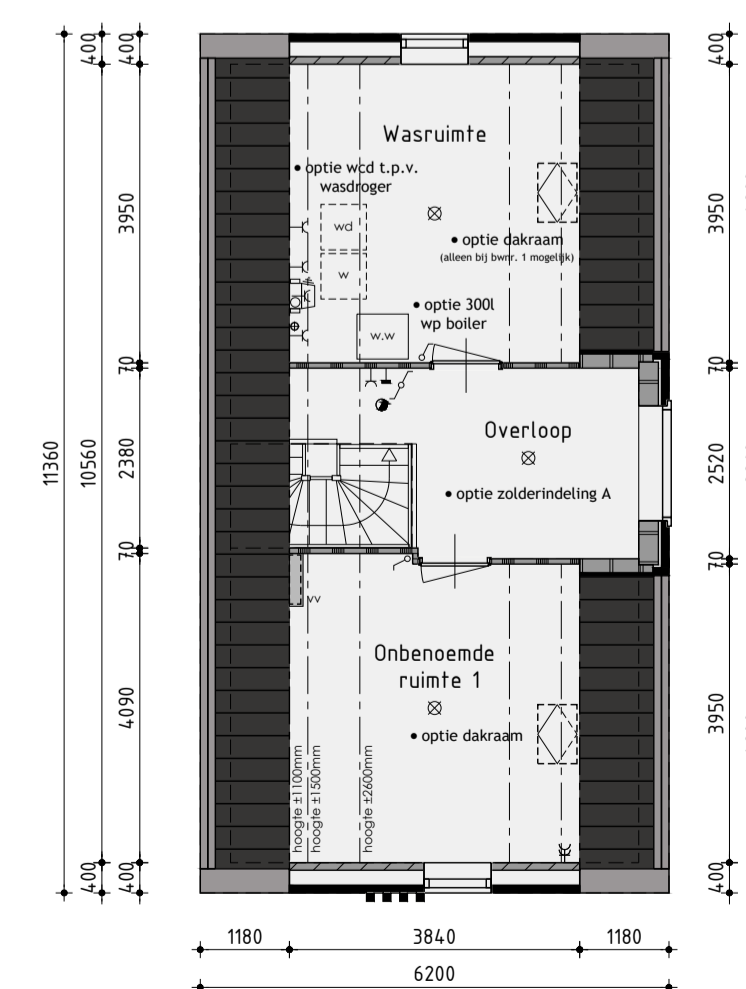 400
400
400
Wasruimte
• optie wcd t.p.v.
wasdroger
3950
3950
wd
• optie dakraam
(alleen bij bwnr. 1 mogelijk)
w
• optie 300l
wp boiler
w.w
70
70
Overloop
11360
10560
2380
2520
• optie zolderindeling A
70
70
vv
Onbenoemde
ruimte 1
4090
3950
• optie dakraam
hoogte ±1100mm
hoogte ±1500mm
hoogte ±2600mm
400
400
400
1180
3840
1180
6200